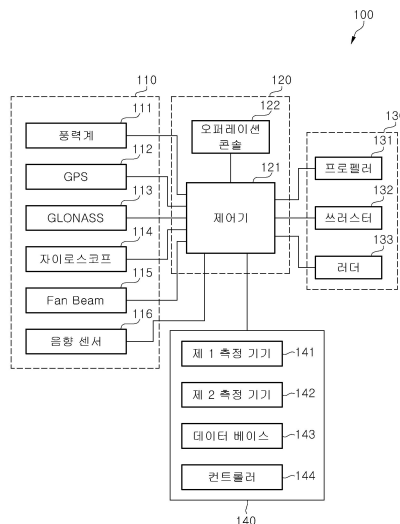 100
110
111
풍력계
112
GPS
113
GLONASS
114
자이로스코프
115
Fan Beam
116
음향 센서
120
122
오퍼레이션
콘솔
121
제어기
130
131
프로펠러
132
쓰러스터
133
러더
제 1 측정 기기
141
제 2 측정 기기
142
데이터 베이스
143
컨트롤러
144
140